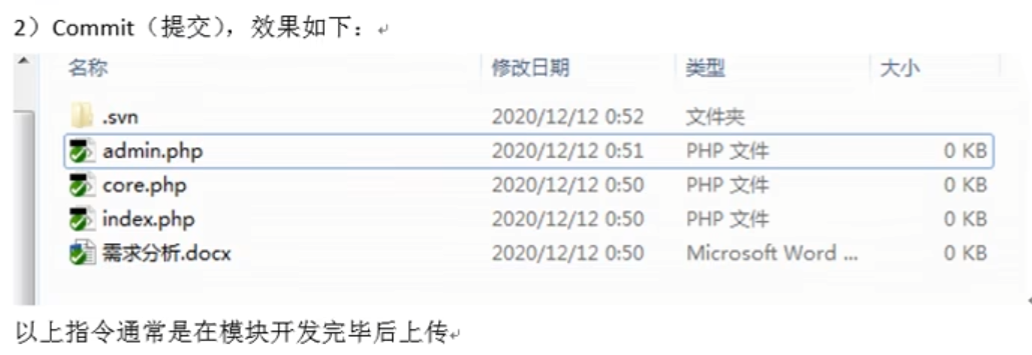 2）Commit（提交），效果如下：
名称 修改日期 类型 大小
.svn 2020/12/12 0:52 文件夹
admin.php 2020/12/12 0:51 PHP 文件 0 KB
core.php 2020/12/12 0:50 PHP 文件 0 KB
index.php 2020/12/12 0:50 PHP 文件 0 KB
需求分析.docx 2020/12/12 0:50 Microsoft Word ... 0 KB
以上指令通常是在模块开发完毕后上传